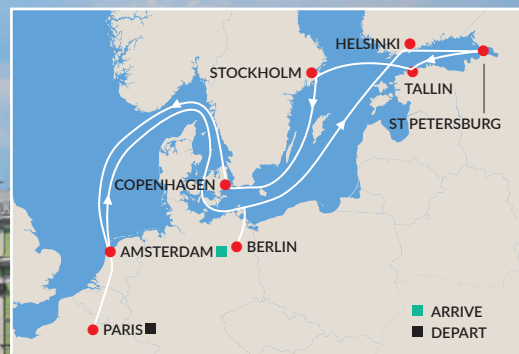 HELSINKI
STOCKHOLM
TALLIN
ST PETERSBURG
COPENHAGEN
AMSTERDAM
BERLIN
ARRIVE
PARIS
DEPART